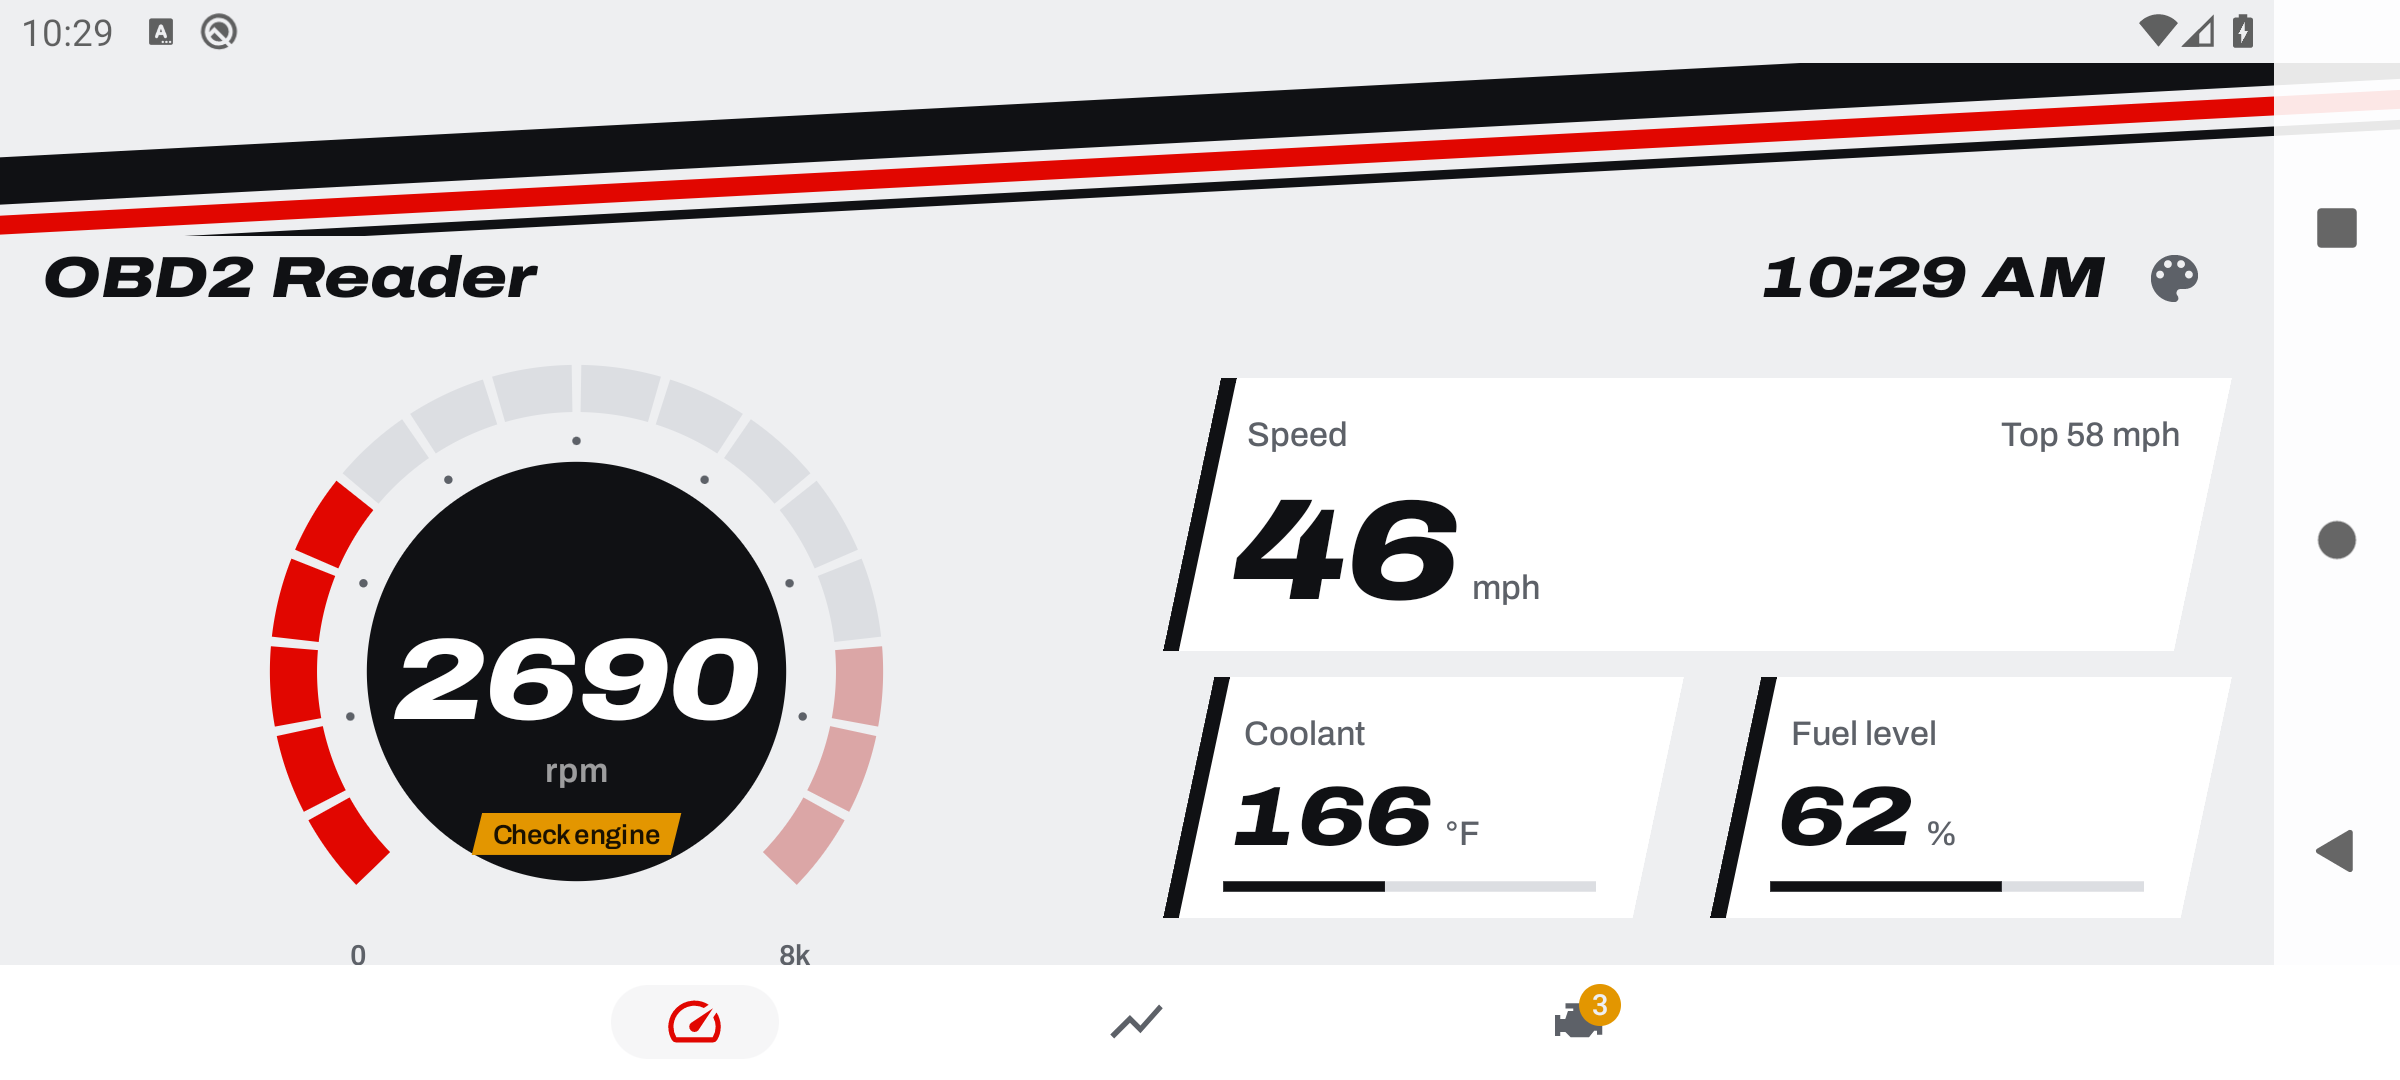 10:29
OBD2 Reader
10:29 AM
Speed
Top 58 mph
46 mph
2690
rpm
Check engine
Coolant
166 °F
Fuel level
62 %
0
8k
3